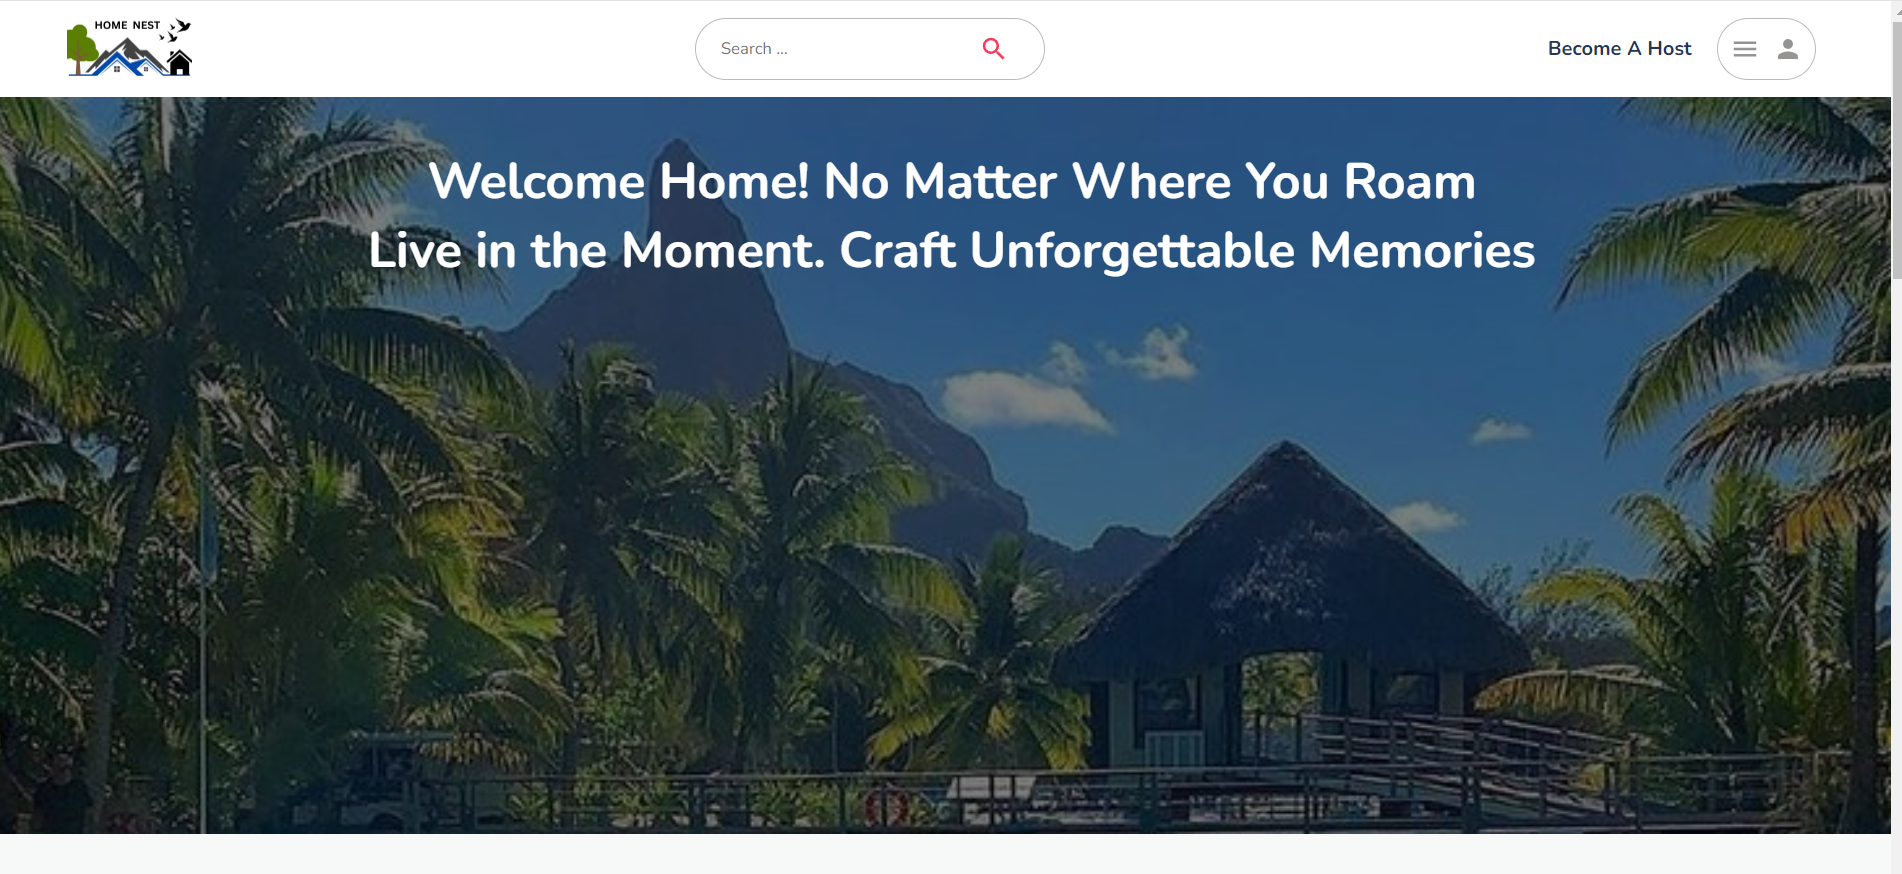 HOME NEST
Search ...
Become A Host
Welcome Home! No Matter Where You Roam
Live in the Moment. Craft Unforgettable Memories